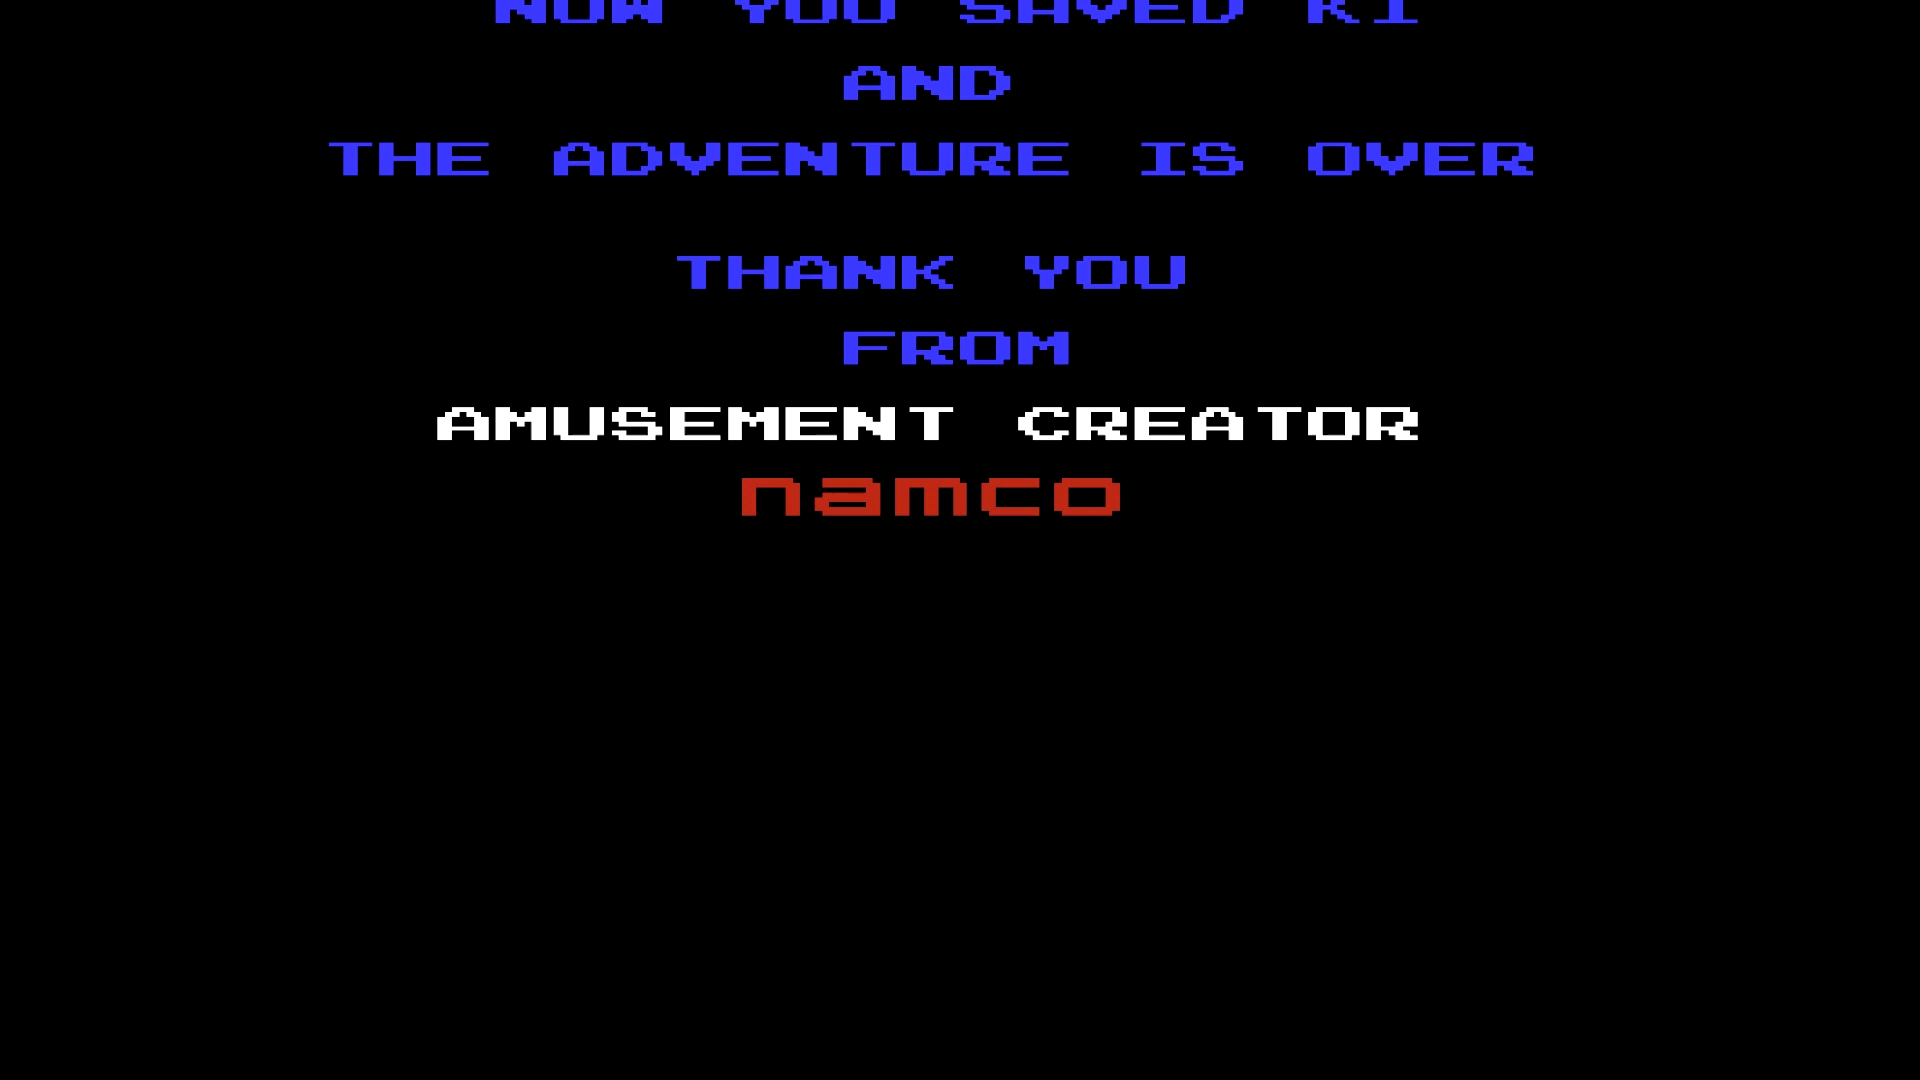 NOW YOU SAVED KI
AND
THE ADVENTURE IS OVER
THANK YOU
FROM
AMUSEMENT CREATOR
namco